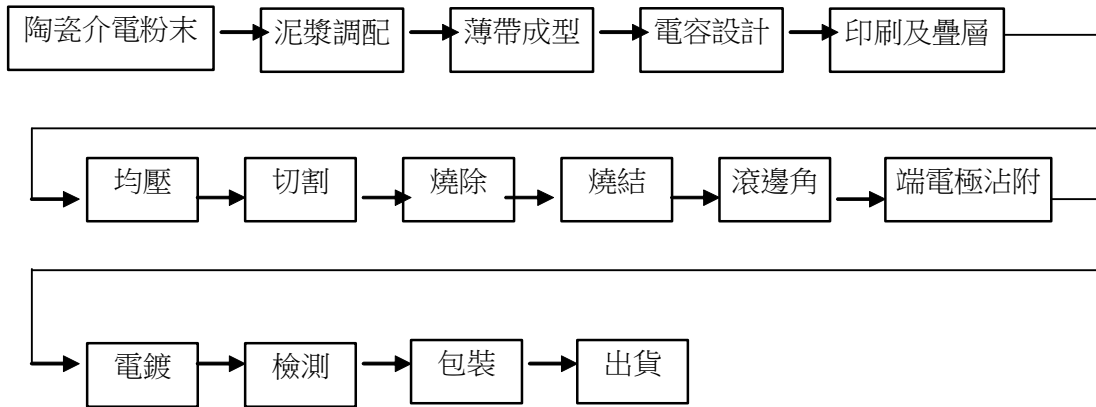 陶瓷介電粉末 泥漿調配 薄帶成型 電容設計 印刷及疊層
均壓 切割 燒除 燒結 滾邊角 端電極沾附
電鍍 檢測 包裝 出貨